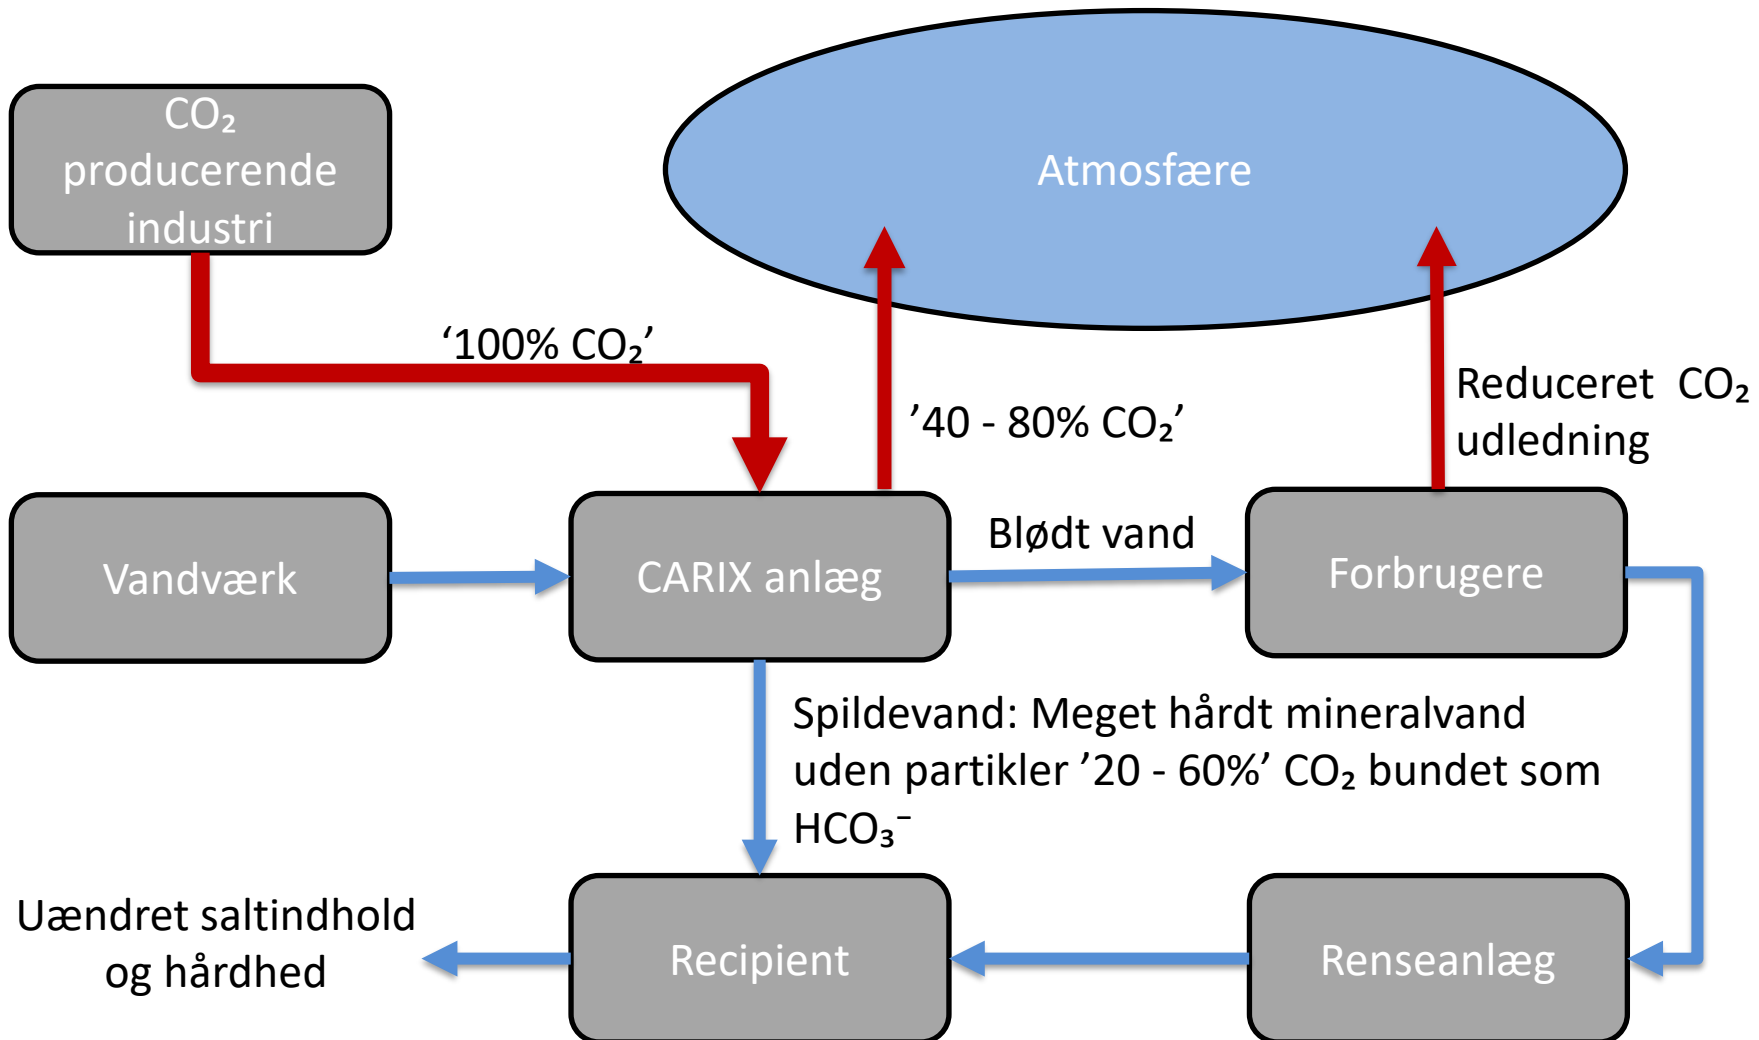 CO₂
producerende
industri
Atmosfære
‘100% CO₂’
’40 - 80% CO₂’
Reduceret  CO₂
udledning
Vandværk
CARIX anlæg
Blødt vand
Forbrugere
Spildevand: Meget hårdt mineralvand
uden partikler ’20 - 60%’ CO₂ bundet som
HCO₃⁻
Uændret saltindhold
og hårdhed
Recipient
Renseanlæg